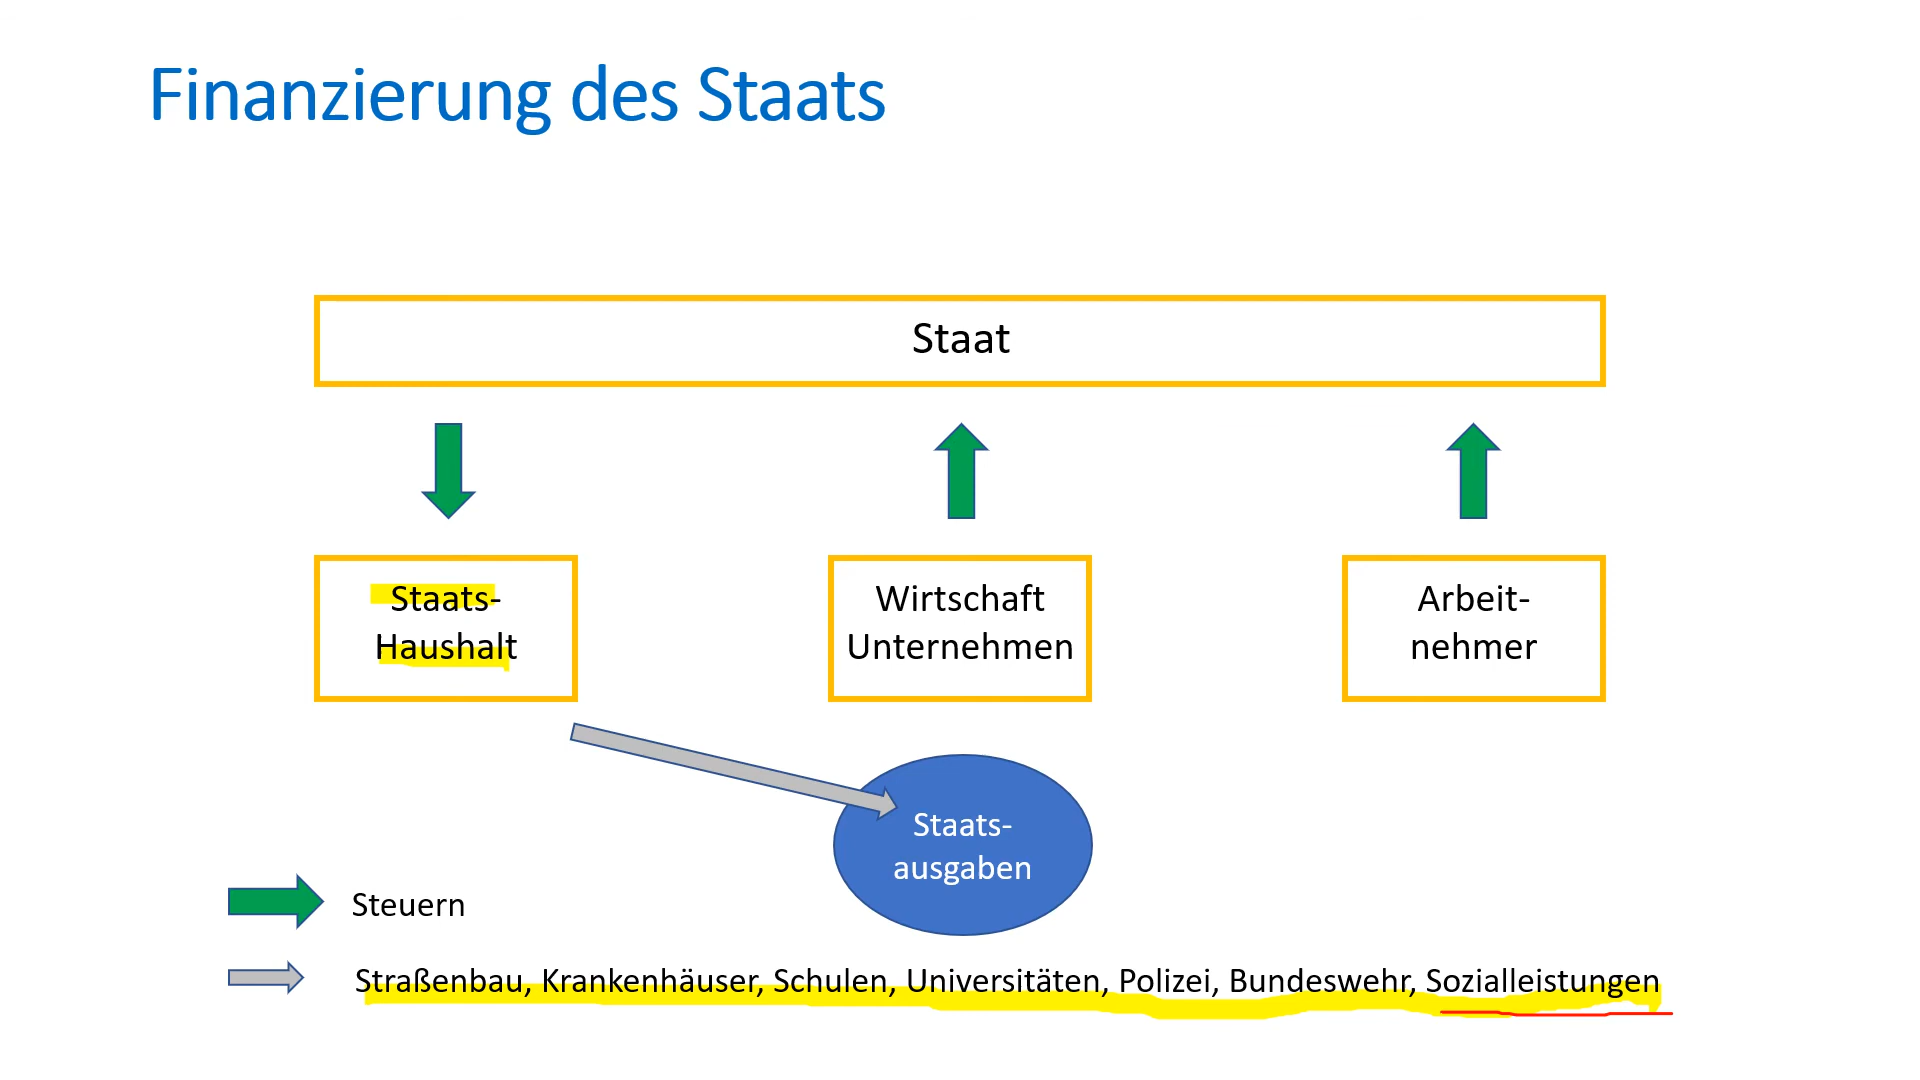 Finanzierung des Staats
Staat
Staats-
Haushalt
Wirtschaft
Unternehmen
Arbeit-
nehmer
Staats-
ausgaben
Steuern
Straßenbau, Krankenhäuser, Schulen, Universitäten, Polizei, Bundeswehr, Sozialleistungen